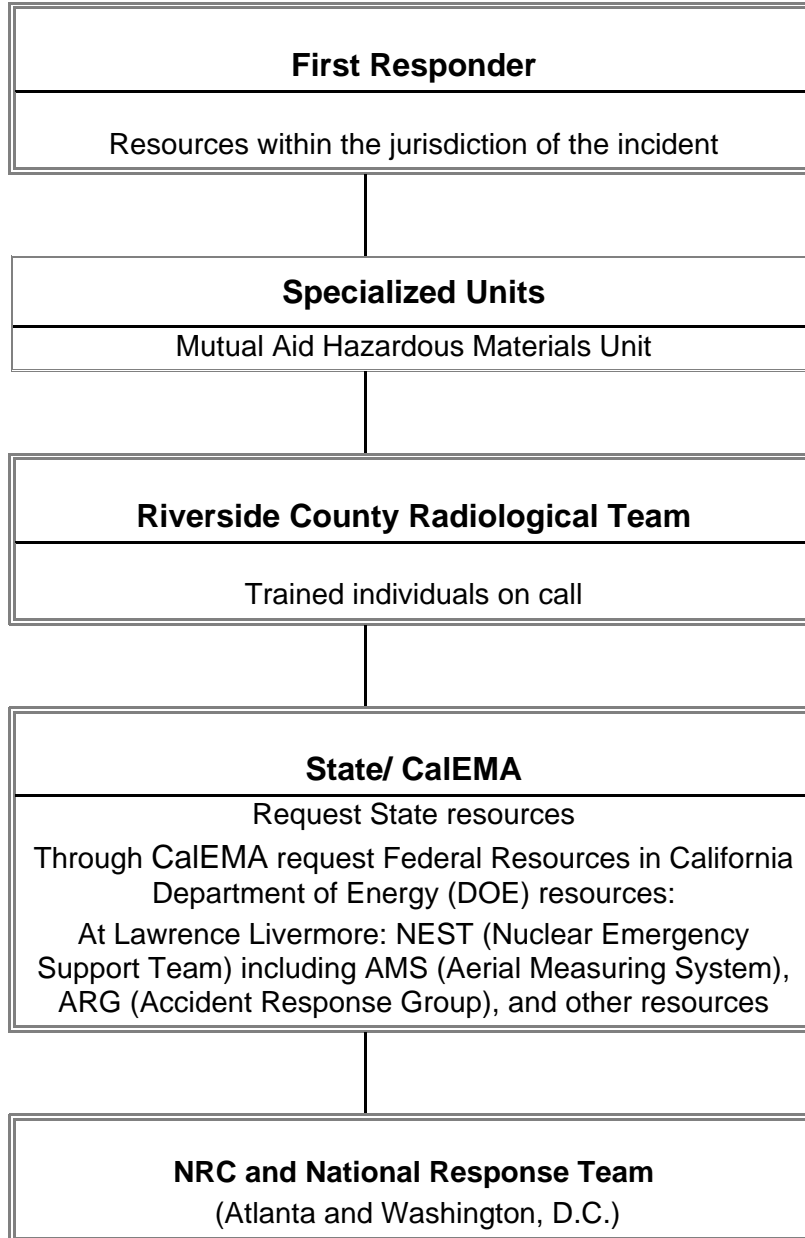 First Responder
Resources within the jurisdiction of the incident
Specialized Units
Mutual Aid Hazardous Materials Unit
Riverside County Radiological Team
Trained individuals on call
State/ CalEMA
Request State resources
Through CalEMA request Federal Resources in California
Department of Energy (DOE) resources:
At Lawrence Livermore: NEST (Nuclear Emergency
Support Team) including AMS (Aerial Measuring System),
ARG (Accident Response Group), and other resources
NRC and National Response Team
(Atlanta and Washington, D.C.)